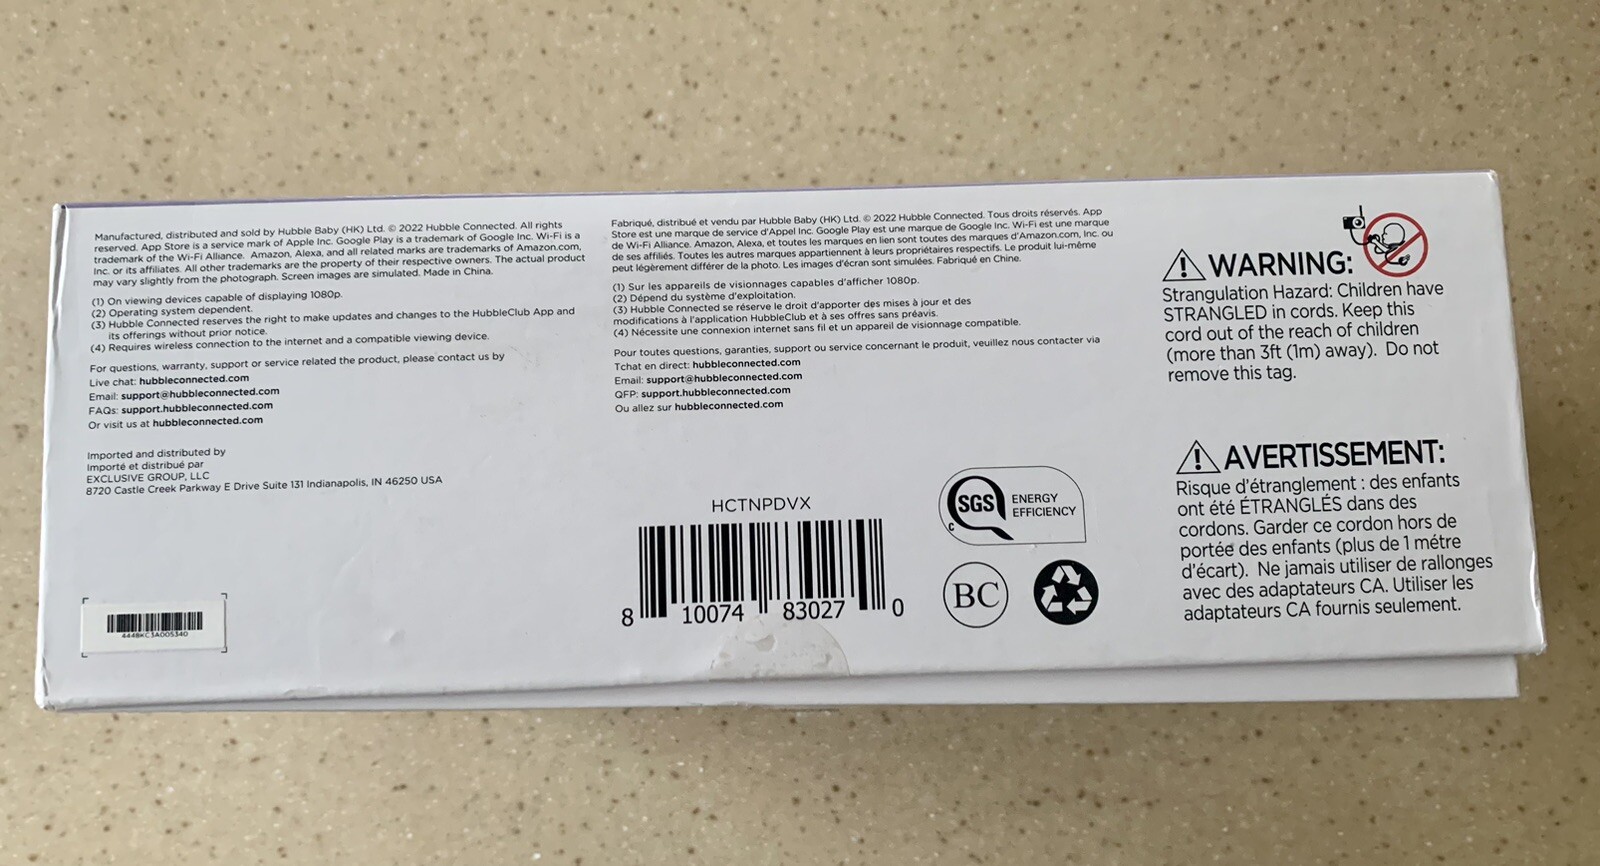 Manufactured, distributed and sold by Hubble Baby (HK) Ltd. © 2022 Hubble Connected. All rights
reserved. App Store is a service mark of Apple Inc. Google Play is a trademark of Google Inc. Wi-Fi is a
trademark of the Wi-Fi Alliance. Amazon, Alexa, and all related marks are trademarks of Amazon.com,
Inc. or its affiliates. All other trademarks are the property of their respective owners. The actual product
may vary slightly from the photograph. Screen images are simulated. Made in China.
(1) On viewing devices capable of displaying 1080p.
(2) Operating system dependent.
(3) Hubble Connected reserves the right to make updates and changes to the HubbleClub App and
its offerings without prior notice.
(4) Requires wireless connection to the internet and a compatible viewing device.
For questions, warranty, support or service related the product, please contact us by
Live chat: hubbleconnected.com
Email: support@hubbleconnected.com
FAQs: support.hubbleconnected.com
Or visit us at hubbleconnected.com
Imported and distributed by
Importé et distribué par
EXCLUSIVE GROUP, LLC
8720 Castle Creek Parkway E Drive Suite 131 Indianapolis, IN 46250 USA
4448KC3A005340
Fabriqué, distribué et vendu par Hubble Baby (HK) Ltd. © 2022 Hubble Connected. Tous droits réservés. App
Store est une marque de service d'Appel Inc. Google Play est une marque de Google Inc. Wi-Fi est une marque
de Wi-Fi Alliance. Amazon, Alexa, et toutes les marques en lien sont toutes des marques d'Amazon.com, Inc. ou
de ses affiliés. Toutes les autres marques appartiennent à leurs propriétaires respectifs. Le produit lui-même
peut légèrement différer de la photo. Les images d'écran sont simulées. Fabriqué en Chine.
(1) Sur les appareils de visionnages capables d'afficher 1080p.
(2) Dépend du système d'exploitation.
(3) Hubble Connected se réserve le droit d'apporter des mises à jour et des
modifications à l'application HubbleClub et à ses offres sans préavis.
(4) Nécessite une connexion internet sans fil et un appareil de visionnage compatible.
Pour toutes questions, garanties, support ou service concernant le produit, veuillez nous contacter via
Tchat en direct: hubbleconnected.com
Email: support@hubbleconnected.com
QFP: support.hubbleconnected.com
Ou allez sur hubbleconnected.com
HCTNPDVX
8 10074 83027 0
SGS
C
ENERGY
EFFICIENCY
BC
WARNING:
Strangulation Hazard: Children have
STRANGLED in cords. Keep this
cord out of the reach of children
(more than 3ft (1m) away). Do not
remove this tag.
AVERTISSEMENT:
Risque d'étranglement : des enfants
ont été ÉTRANGLÉS dans des
cordons. Garder ce cordon hors de
portée des enfants (plus de 1 métre
d'écart). Ne jamais utiliser de rallonges
avec des adaptateurs CA. Utiliser les
adaptateurs CA fournis seulement.